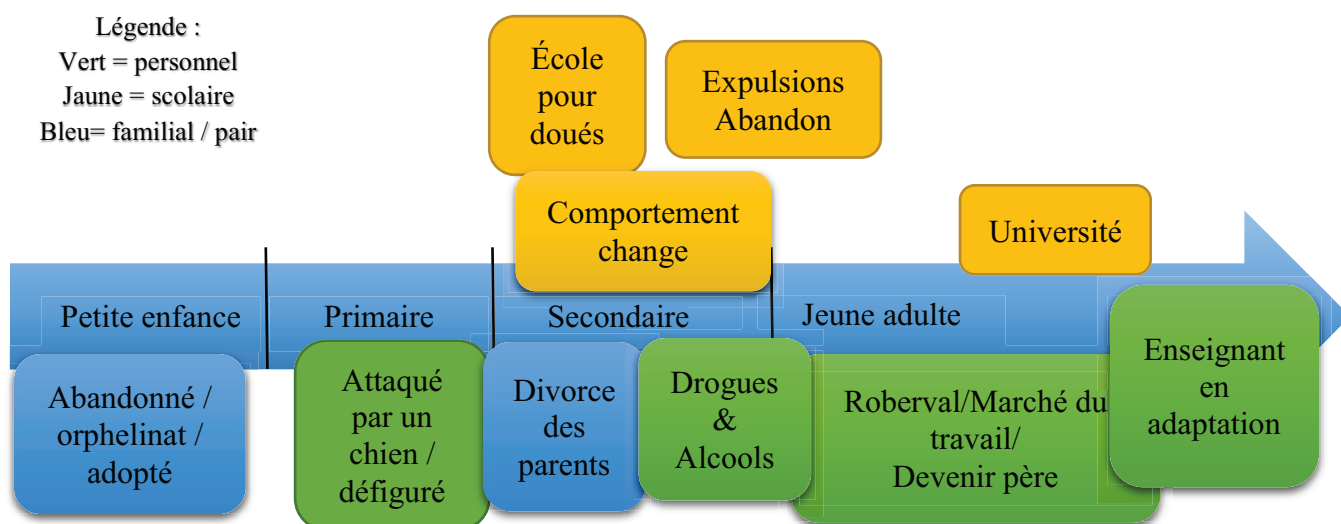 Légende :
Vert = personnel
Jaune = scolaire
Bleu= familial / pair
École
pour
doués
Expulsions
Abandon
Comportement
change
Université
Petite enfance
Primaire
Secondaire
Jeune adulte
Abandonné /
orphelinat /
adopté
Attaqué
par un
chien /
défiguré
Divorce
des
parents
Drogues
&
Alcools
Roberval/Marché du
travail/
Devenir père
Enseignant
en
adaptation